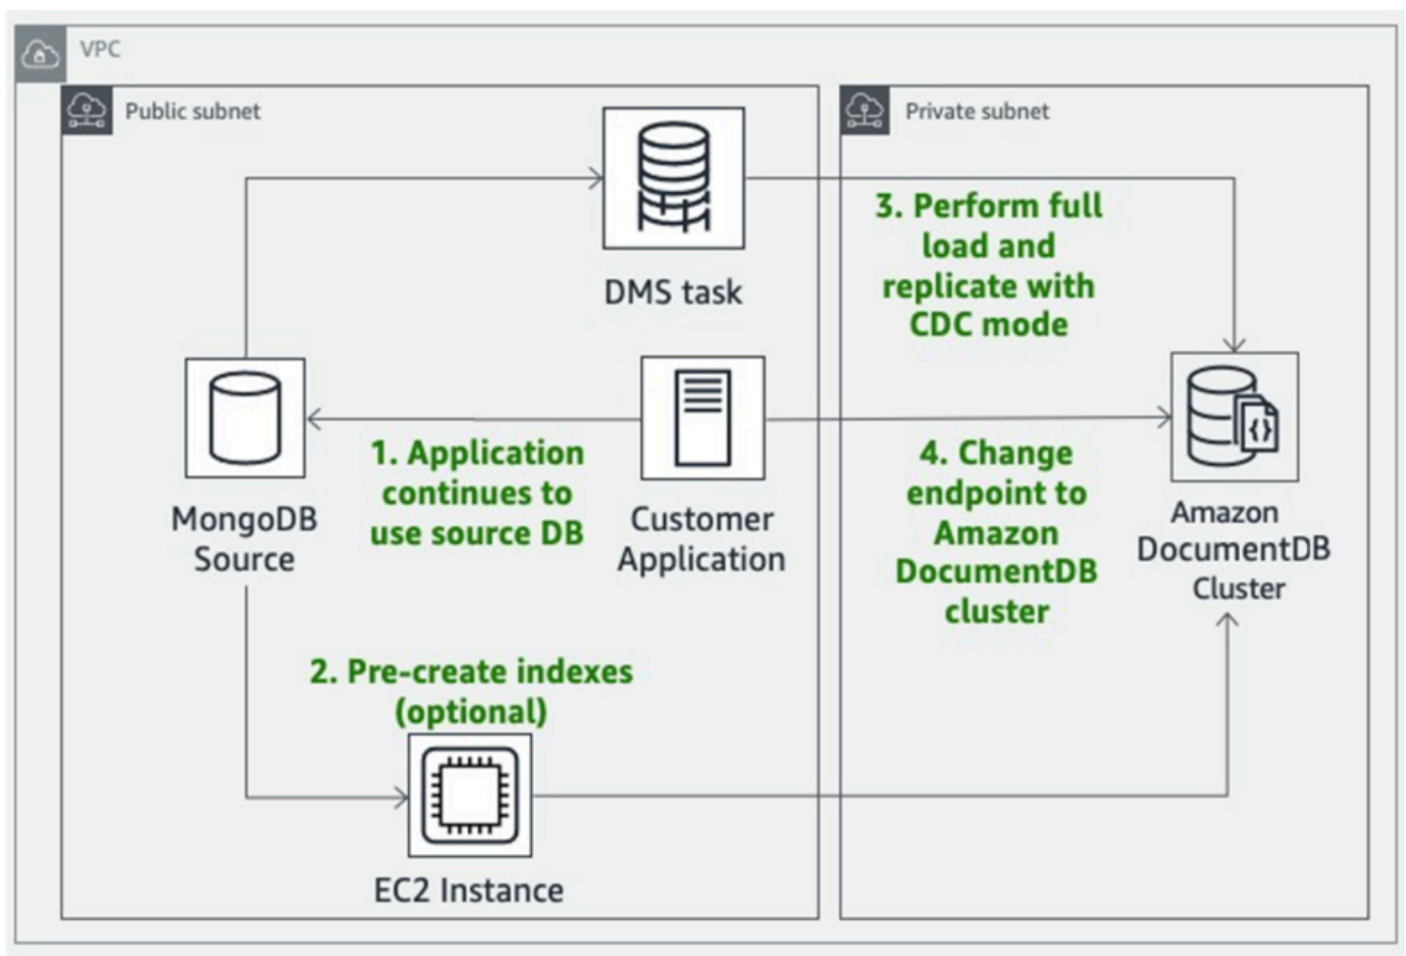 VPC
Public subnet
Private subnet
DMS task
3. Perform full
load and
replicate with
CDC mode
MongoDB
Source
1. Application
continues to
use source DB
Customer
Application
4. Change
endpoint to
Amazon
DocumentDB
cluster
Amazon
DocumentDB
Cluster
2. Pre-create indexes
(optional)
EC2 Instance